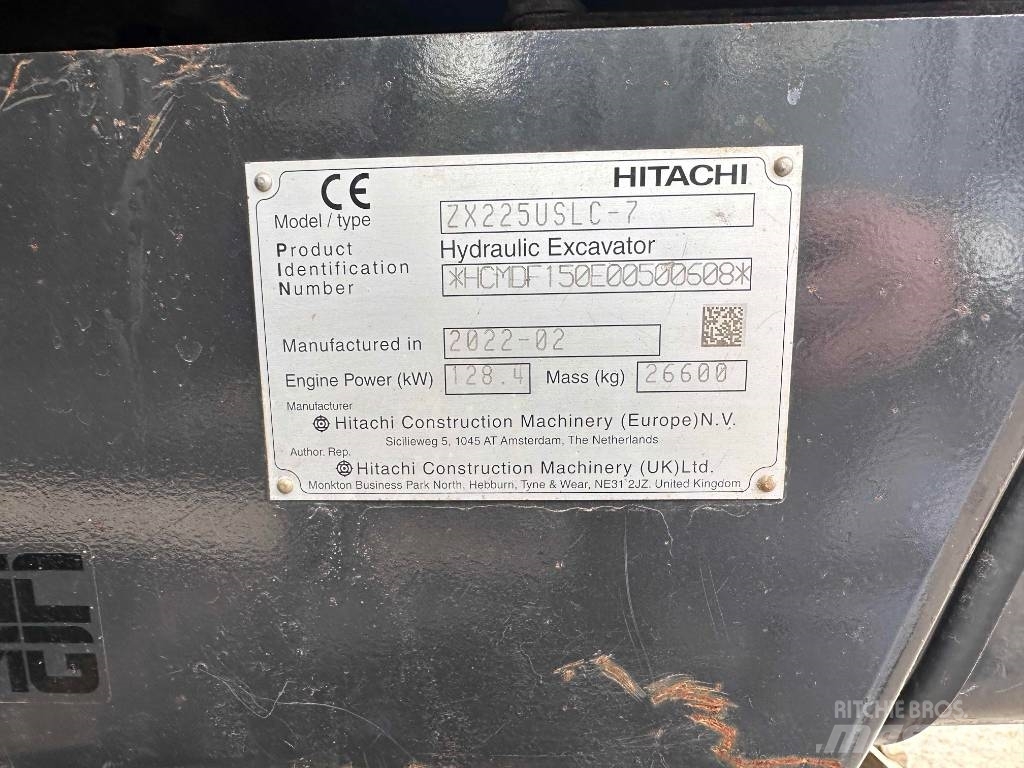 CE HITACHI
Model / type ZX225USLC-7
Product Hydraulic Excavator
Identification
Number *HCMDF150E00500608*
Manufactured in 2022-02
Engine Power (kW) 128.4 Mass (kg) 26600
Manufacturer
Hitachi Construction Machinery (Europe) N.V.
Sicilieweg 5, 1045 AT Amsterdam, The Netherlands
Author. Rep.
Hitachi Construction Machinery (UK) Ltd.
Monkton Business Park North, Hebburn, Tyne & Wear, NE31 2JZ. United Kingdom
RITCHIE BROS.